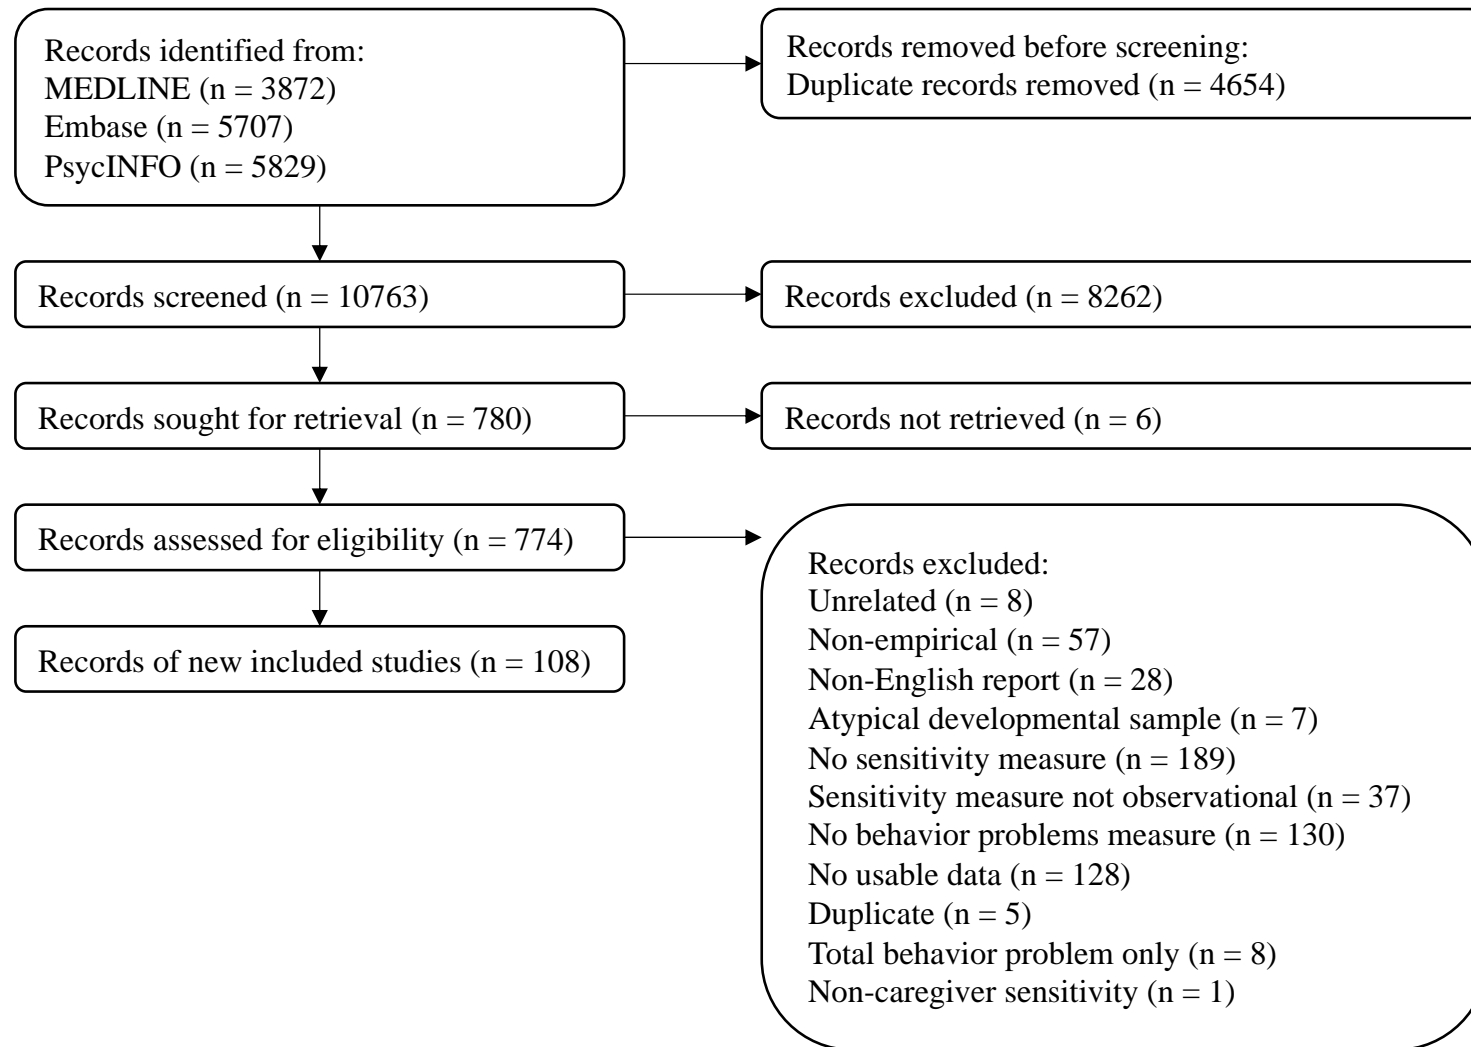 Records identified from:
MEDLINE (n = 3872)
Embase (n = 5707)
PsycINFO (n = 5829)
Records removed before screening:
Duplicate records removed (n = 4654)
Records screened (n = 10763)
Records excluded (n = 8262)
Records sought for retrieval (n = 780)
Records not retrieved (n = 6)
Records assessed for eligibility (n = 774)
Records excluded:
Unrelated (n = 8)
Non-empirical (n = 57)
Non-English report (n = 28)
Atypical developmental sample (n = 7)
No sensitivity measure (n = 189)
Sensitivity measure not observational (n = 37)
No behavior problems measure (n = 130)
No usable data (n = 128)
Duplicate (n = 5)
Total behavior problem only (n = 8)
Non-caregiver sensitivity (n = 1)
Records of new included studies (n = 108)